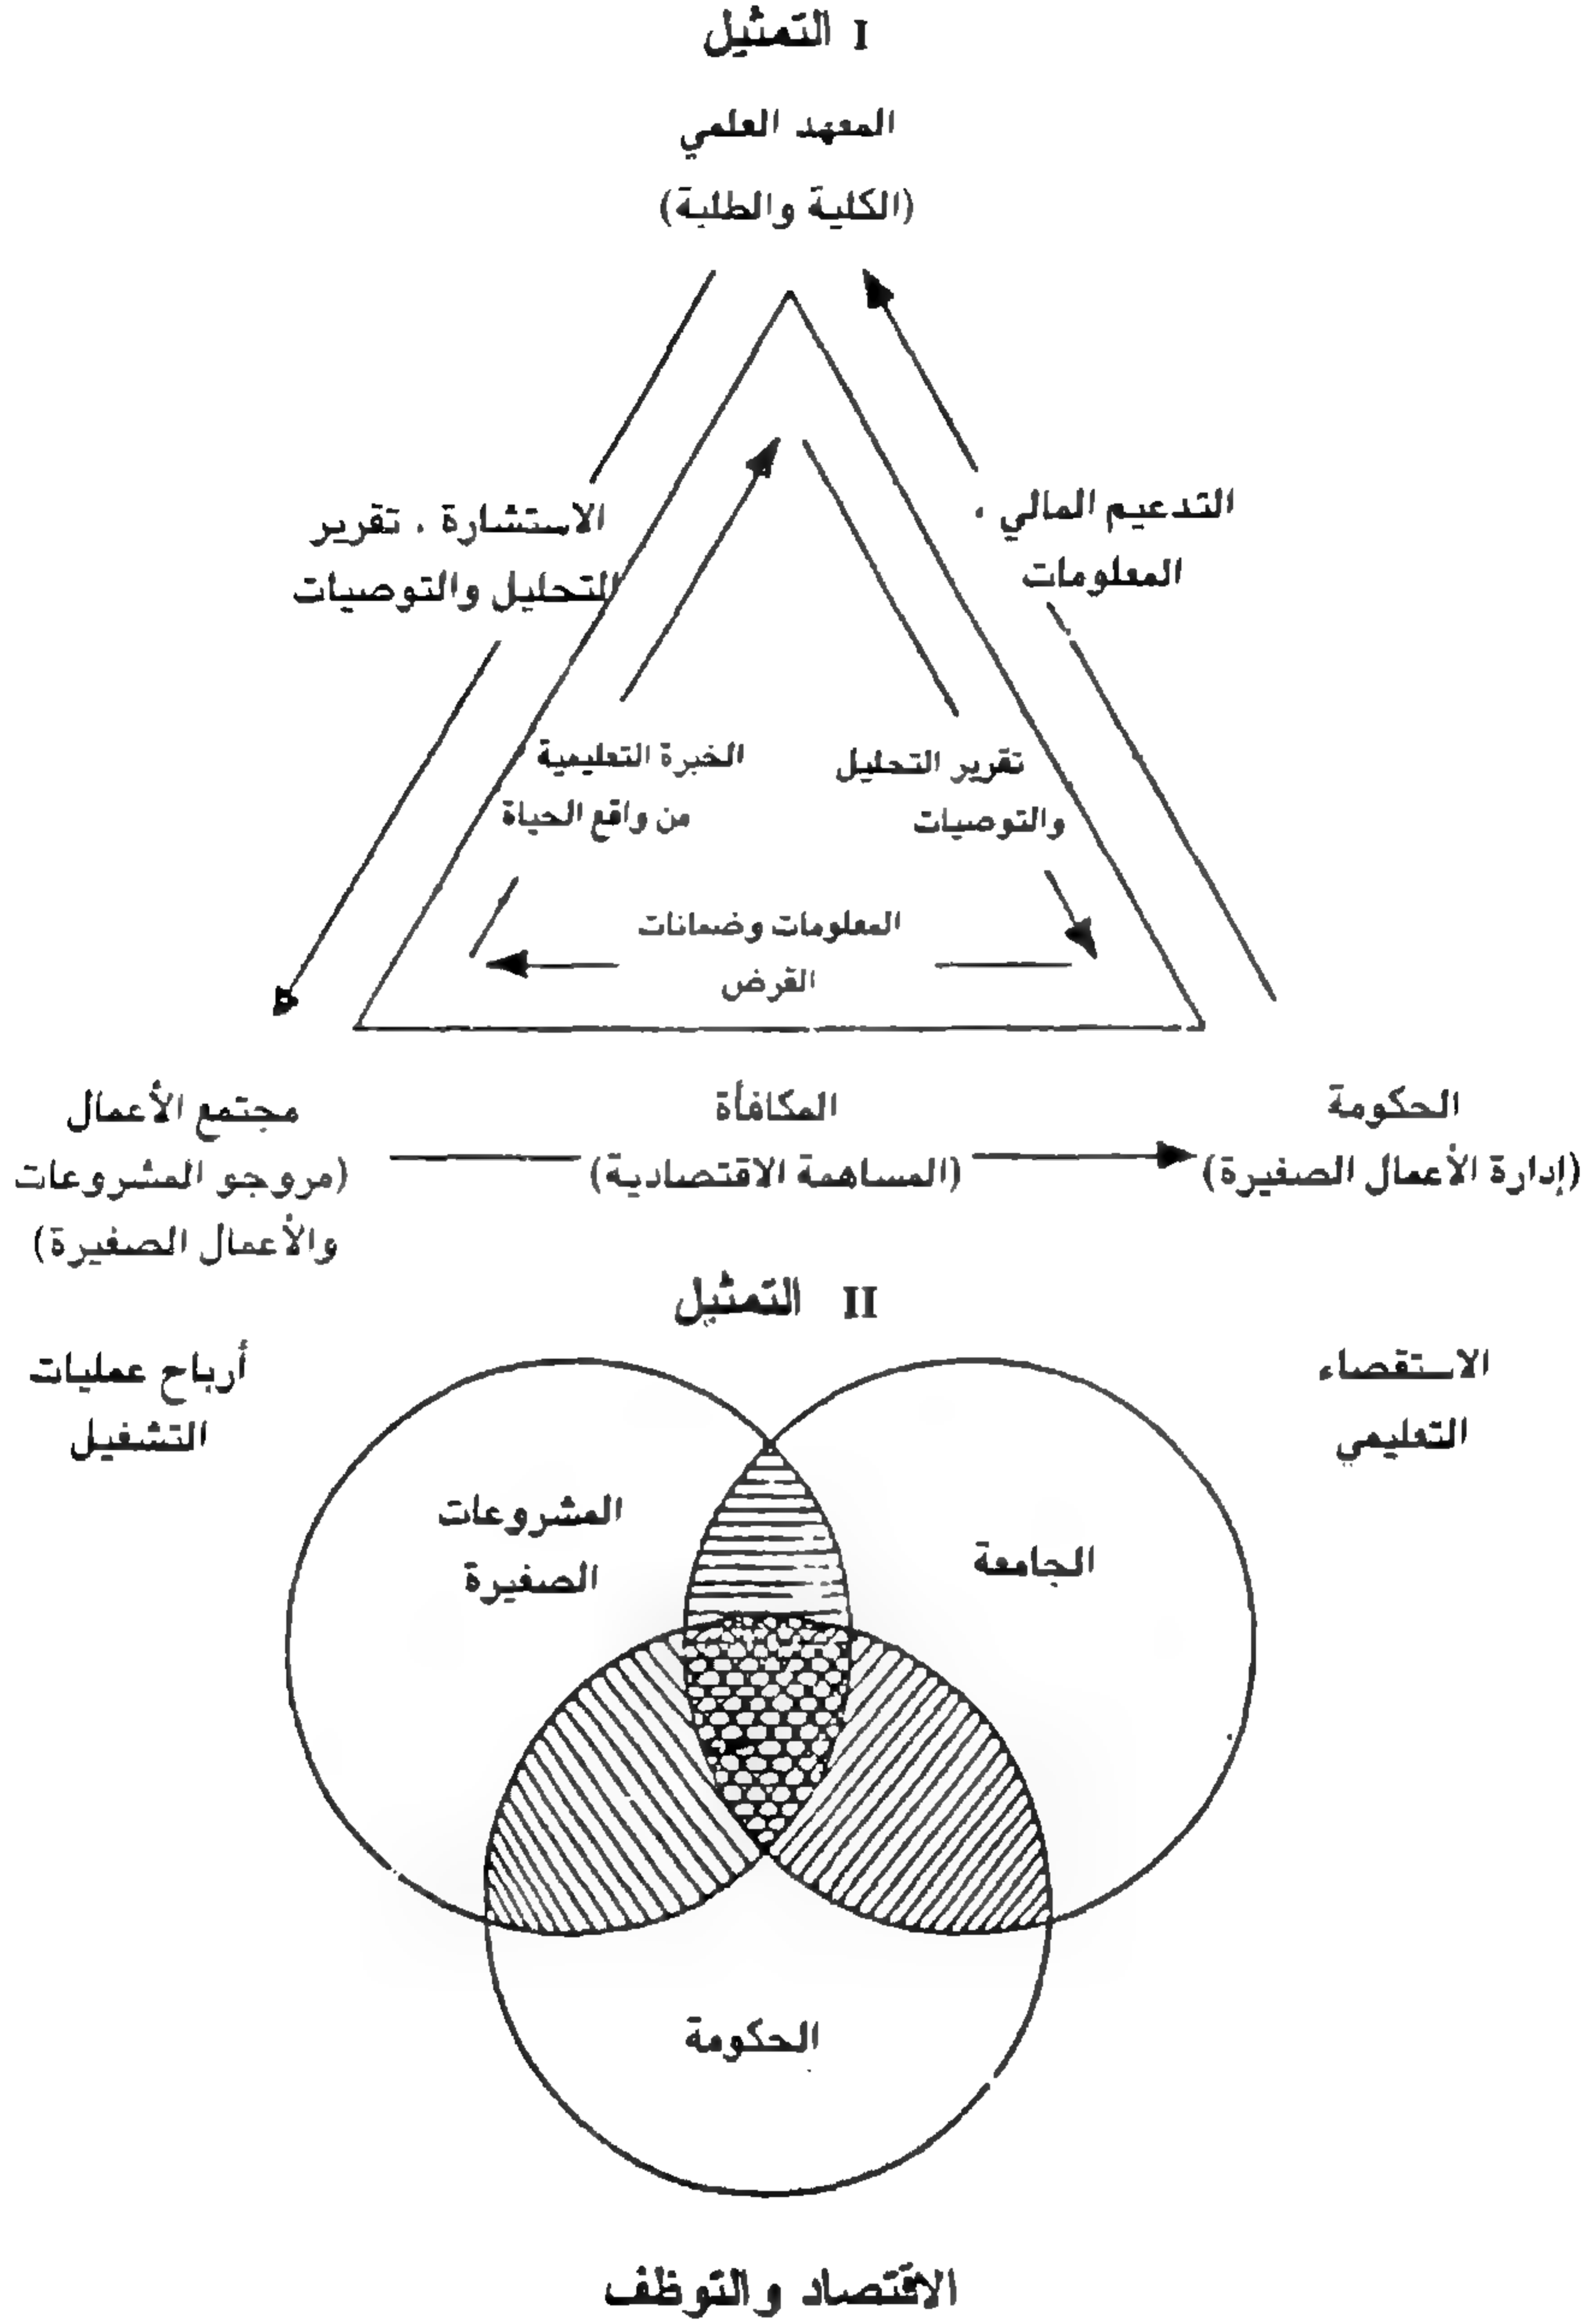 I التمثيل
المعهد العلمي
(الكلية والطلبة)
التدعيم المالي ،
المعلومات
الاستشارة ، تقرير
التحليل والتوصيات
الخبرة التعليمية
من واقع الحياة
تقرير التحليل
والتوصيات
المعلومات وضمانات
القرض
الحكومة
(إدارة الأعمال الصغيرة)
المكافأة
(المساهمة الاقتصادية)
مجتمع الأعمال
(مروجو المشروعات
والأعمال الصغيرة)
II التمثيل
الاستقصاء
التعليمي
أرباح عمليات
التشغيل
الجامعة
المشروعات
الصغيرة
الحكومة
الاقتصاد والتوظف